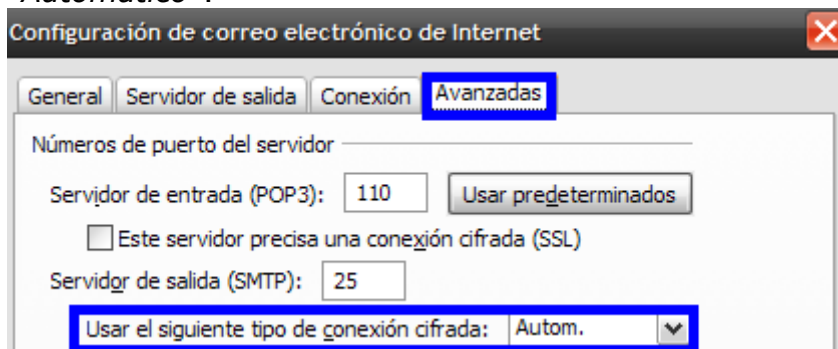 "Automático".
Configuración de correo electrónico de Internet
General Servidor de salida Conexión Avanzadas
Números de puerto del servidor
Servidor de entrada (POP3): 110 Usar predeterminados
Este servidor precisa una conexión cifrada (SSL)
Servidor de salida (SMTP): 25
Usar el siguiente tipo de conexión cifrada: Autom.